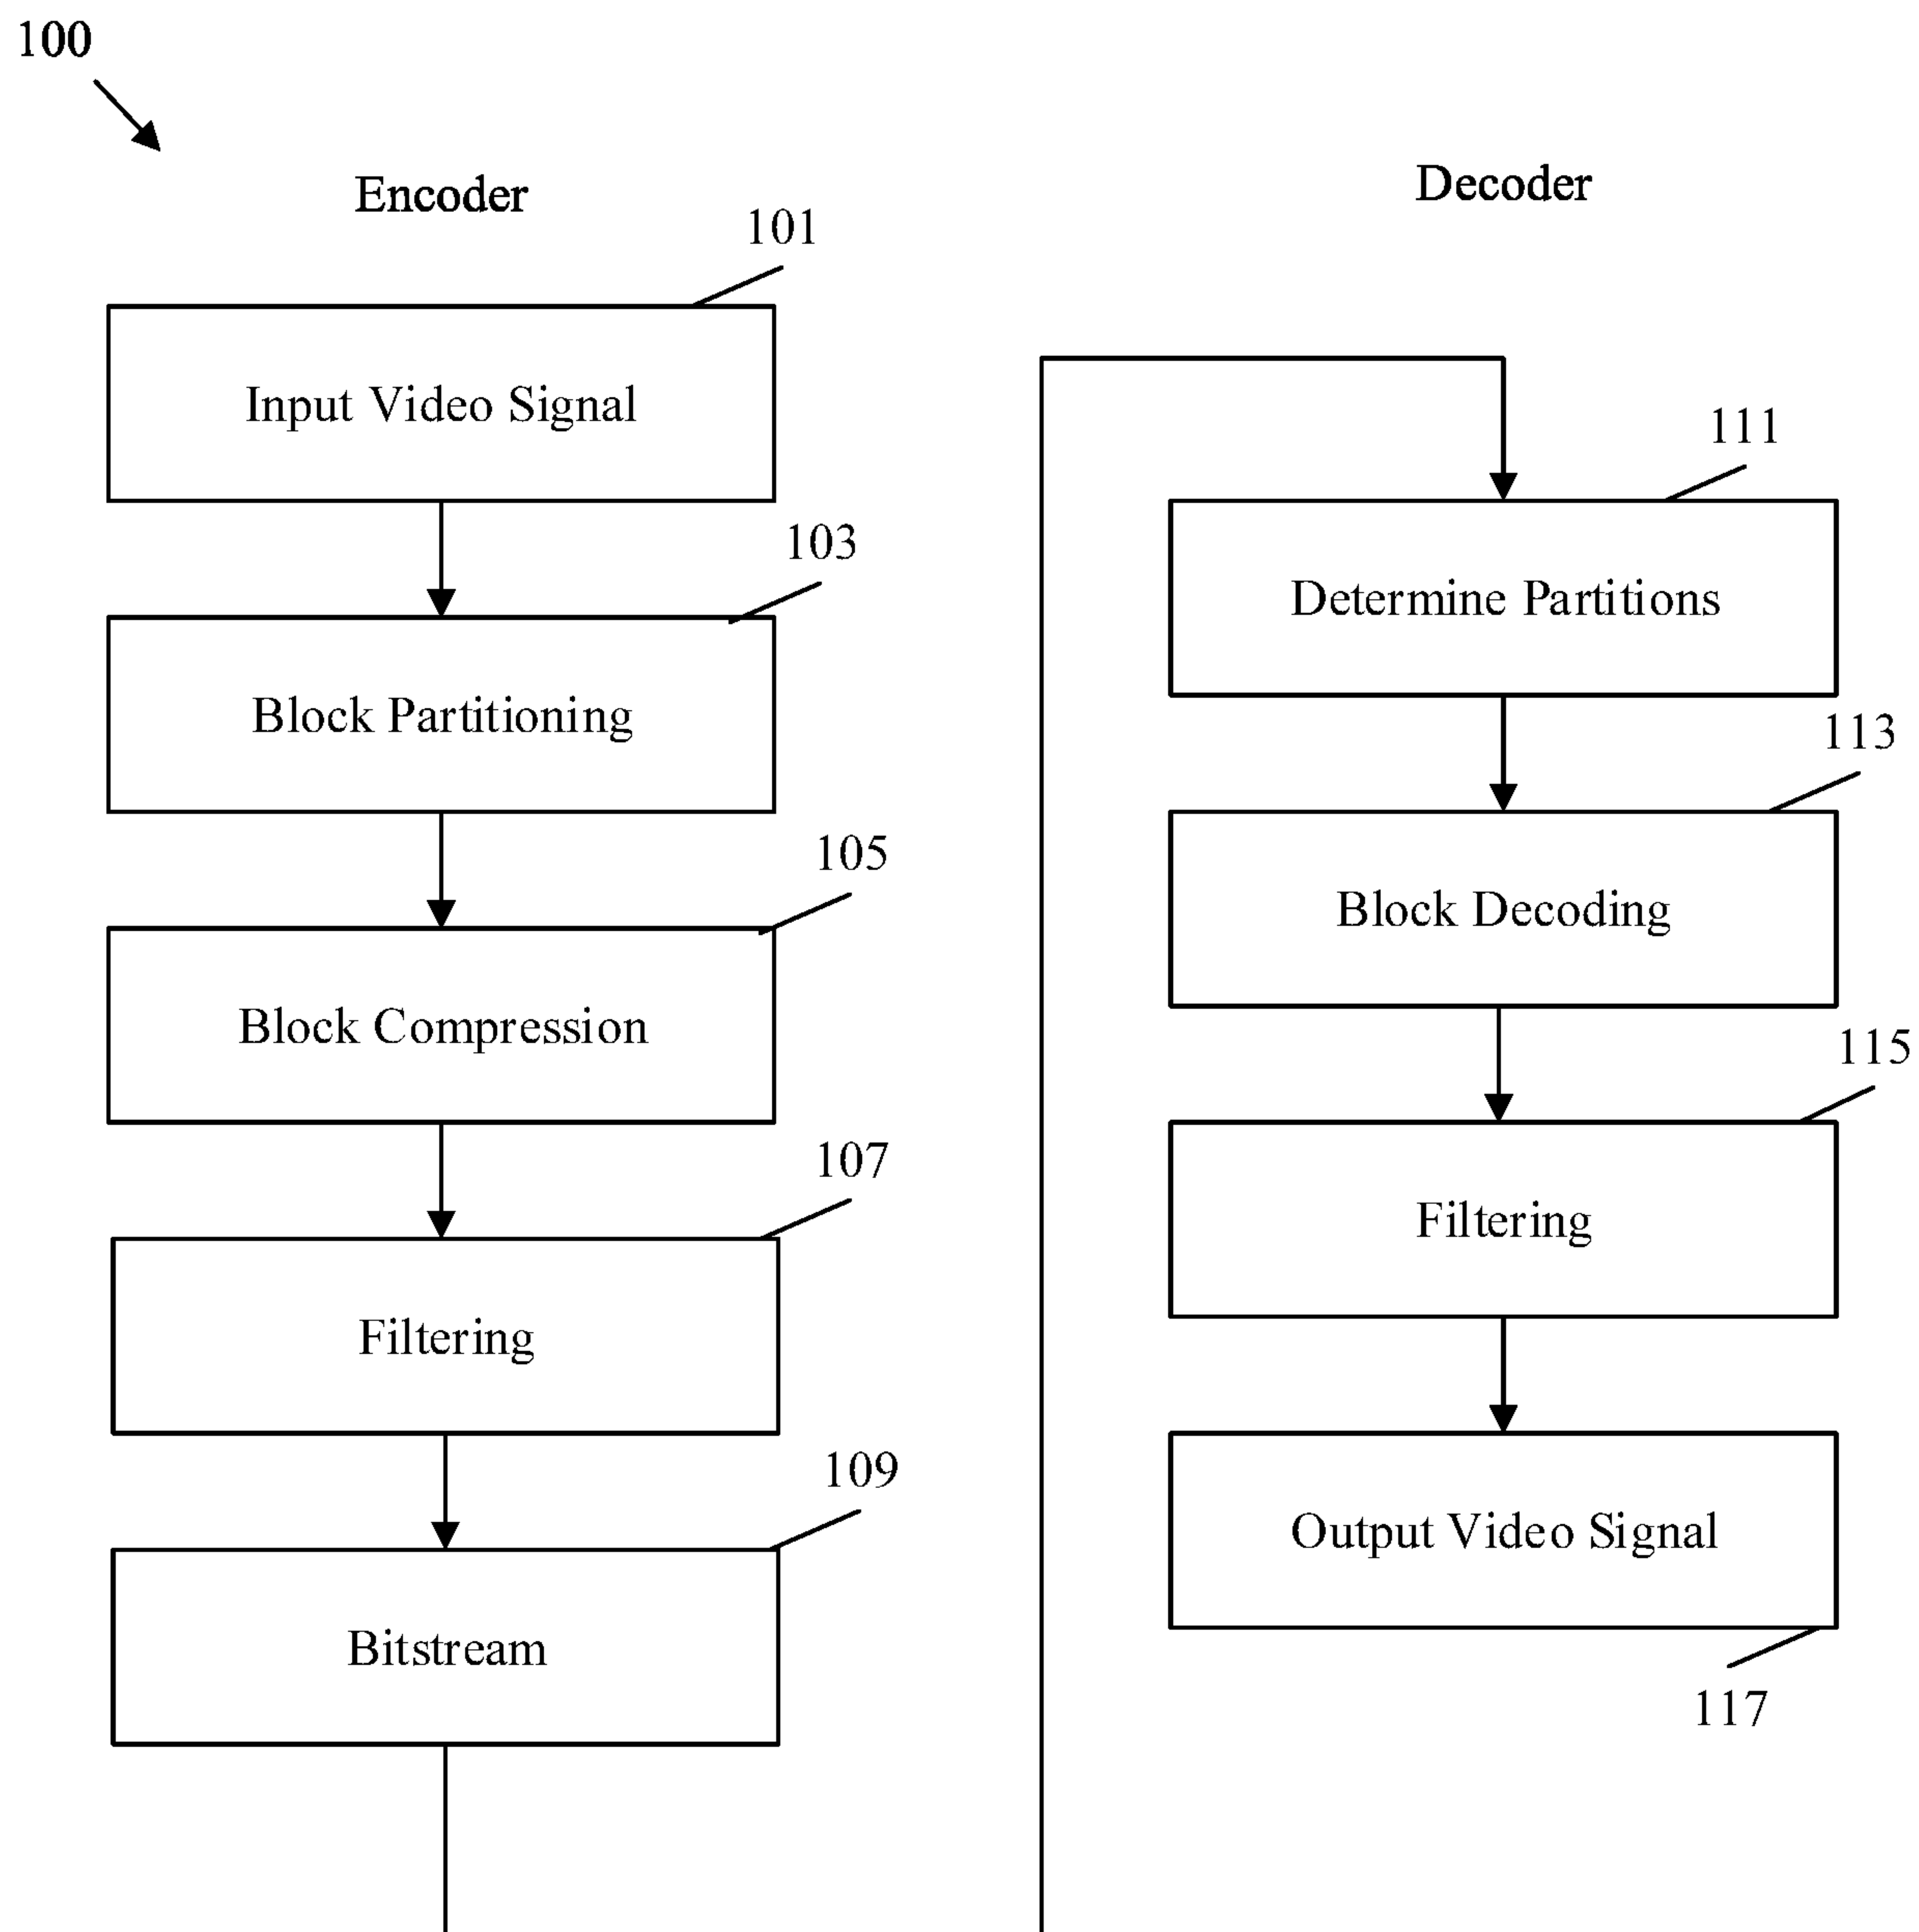 100
Encoder
101
Input Video Signal
103
Block Partitioning
105
Block Compression
107
Filtering
109
Bitstream
Decoder
111
Determine Partitions
113
Block Decoding
115
Filtering
Output Video Signal
117